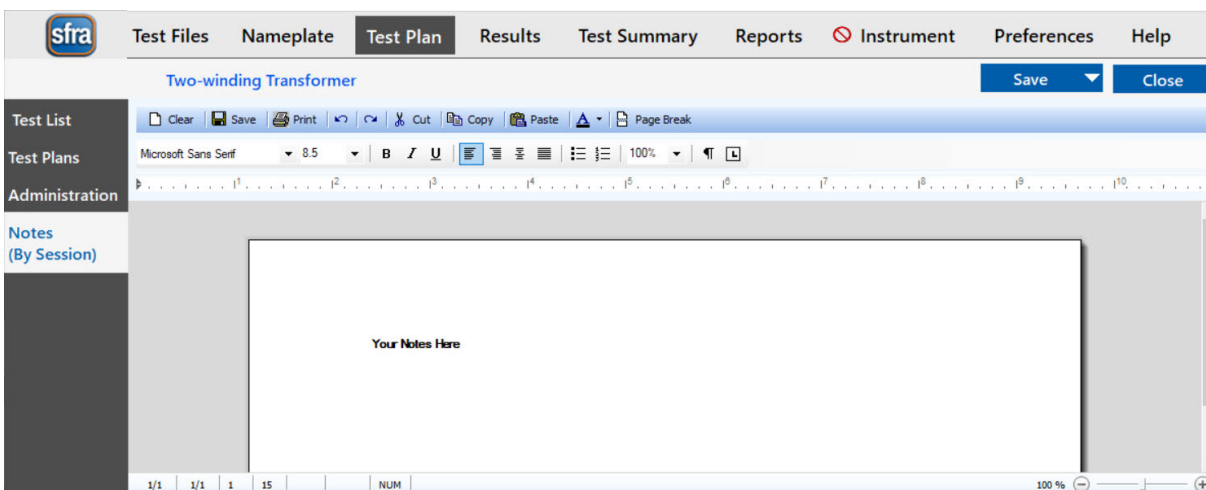 sfra Test Files Nameplate Test Plan Results Test Summary Reports Instrument Preferences Help
Two-winding Transformer Save Close
Test List
Test Plans
Administration
Notes
(By Session)
Clear Save Print Cut Copy Paste A Page Break
Microsoft Sans Serif 8.5 B I U 100% ¶ L
1 2 3 4 5 6 7 8 9 10
Your Notes Here
1/1 1/1 1 15 NUM 100 %